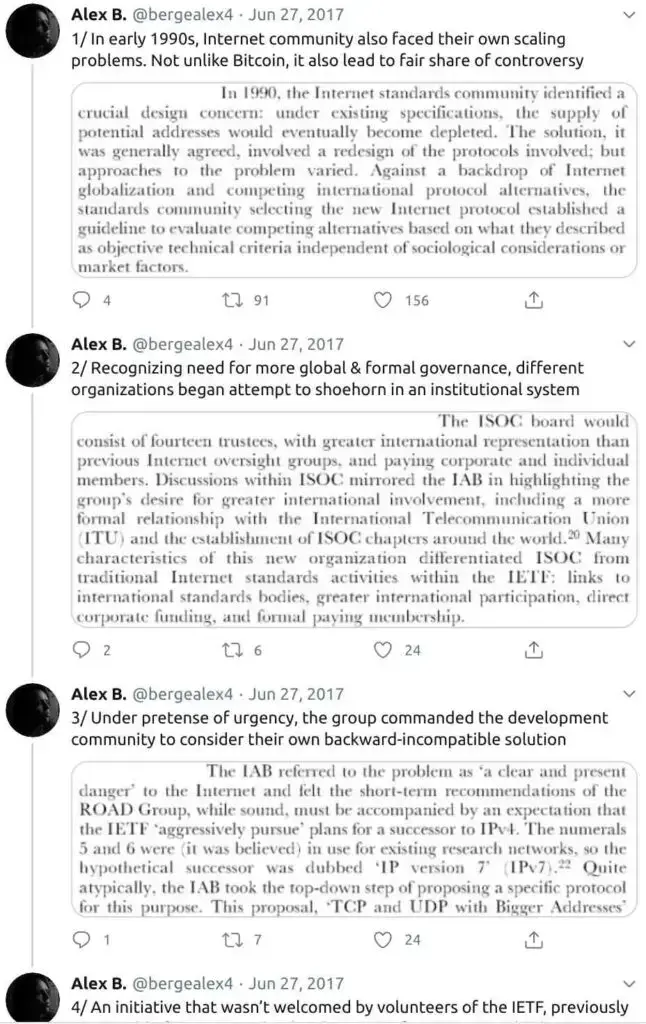 Alex B. @bergealex4 · Jun 27, 2017
1/ In early 1990s, Internet community also faced their own scaling
problems. Not unlike Bitcoin, it also lead to fair share of controversy
In 1990, the Internet standards community identified a
crucial design concern: under existing specifications, the supply of
potential addresses would eventually become depleted. The solution, it
was generally agreed, involved a redesign of the protocols involved; but
approaches to the problem varied. Against a backdrop of Internet
globalization and competing international protocol alternatives, the
standards community selecting the new Internet protocol established a
guideline to evaluate competing alternatives based on what they described
as objective technical criteria independent of sociological considerations or
market factors.
4 91 156
Alex B. @bergealex4 · Jun 27, 2017
2/ Recognizing need for more global & formal governance, different
organizations began attempt to shoehorn in an institutional system
The ISOC board would
consist of fourteen trustees, with greater international representation than
previous Internet oversight groups, and paying corporate and individual
members. Discussions within ISOC mirrored the IAB in highlighting the
group's desire for greater international involvement, including a more
formal relationship with the International Telecommunication Union
(ITU) and the establishment of ISOC chapters around the world.20 Many
characteristics of this new organization differentiated ISOC from
traditional Internet standards activities within the IETF: links to
international standards bodies, greater international participation, direct
corporate funding, and formal paying membership.
2 6 24
Alex B. @bergealex4 · Jun 27, 2017
3/ Under pretense of urgency, the group commanded the development
community to consider their own backward-incompatible solution
The IAB referred to the problem as 'a clear and present
danger' to the Internet and felt the short-term recommendations of the
ROAD Group, while sound, must be accompanied by an expectation that
the IETF 'aggressively pursue' plans for a successor to IPv4. The numerals
5 and 6 were (it was believed) in use for existing research networks, so the
hypothetical successor was dubbed 'IP version 7' (IPv7).22 Quite
atypically, the IAB took the top-down step of proposing a specific protocol
for this purpose. This proposal, 'TCP and UDP with Bigger Addresses'
1 7 24
Alex B. @bergealex4 · Jun 27, 2017
4/ An initiative that wasn't welcomed by volunteers of the IETF, previously